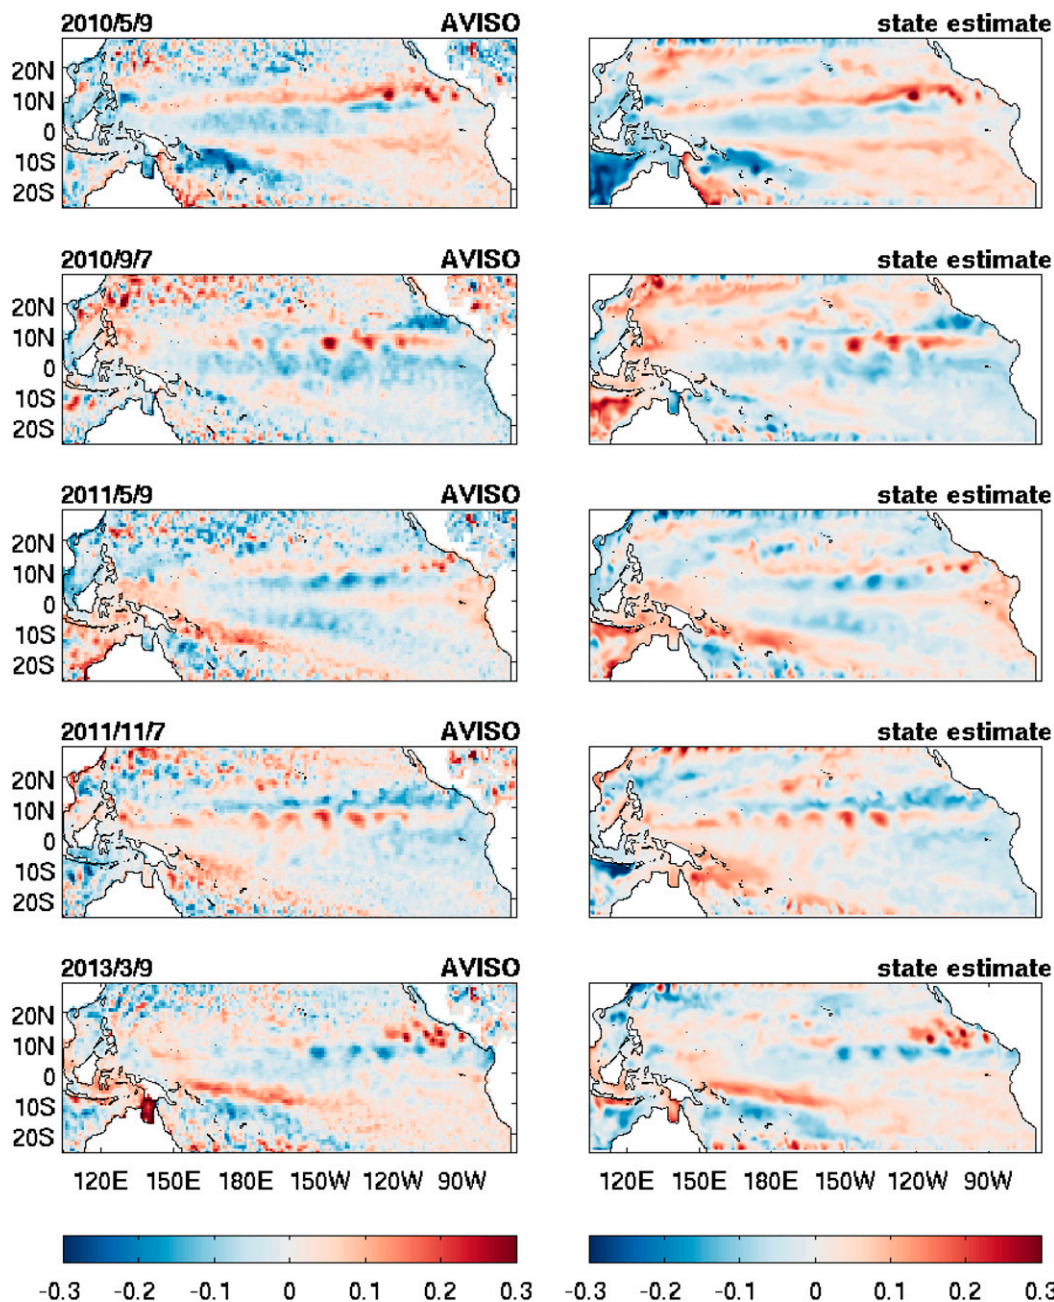 2010/5/9 AVISO state estimate
20N
10N
0
10S
20S
2010/9/7 AVISO state estimate
20N
10N
0
10S
20S
2011/5/9 AVISO state estimate
20N
10N
0
10S
20S
2011/11/7 AVISO state estimate
20N
10N
0
10S
20S
2013/3/9 AVISO state estimate
20N
10N
0
10S
20S
120E 150E 180E 150W 120W 90W 120E 150E 180E 150W 120W 90W
-0.3 -0.2 -0.1 0 0.1 0.2 0.3 -0.3 -0.2 -0.1 0 0.1 0.2 0.3